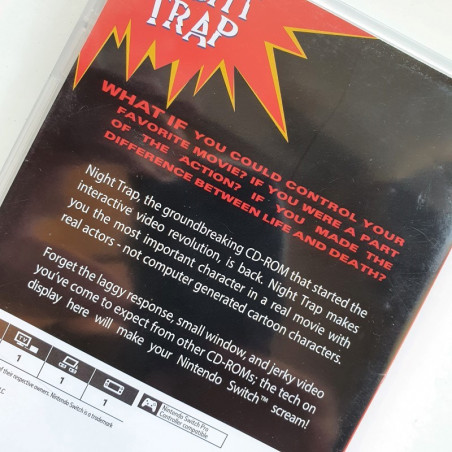 TRAP
WHAT IF YOU COULD CONTROL YOUR
FAVORITE MOVIE? IF YOU WERE A PART
OF THE ACTION? IF YOU MADE THE
DIFFERENCE BETWEEN LIFE AND DEATH?
Night Trap, the groundbreaking CD-ROM that started the
interactive video revolution, is back. Night Trap makes
you the most important character in a real movie with
real actors - not computer generated cartoon characters.
Forget the laggy response, small window, and jerky video
you've come to expect from other CD-ROMs; the tech on
display here will make your Nintendo Switch™ scream!
TV
1 1 1
Nintendo Switch Pro
Controller compatible
of their respective owners. Nintendo Switch is a trademark